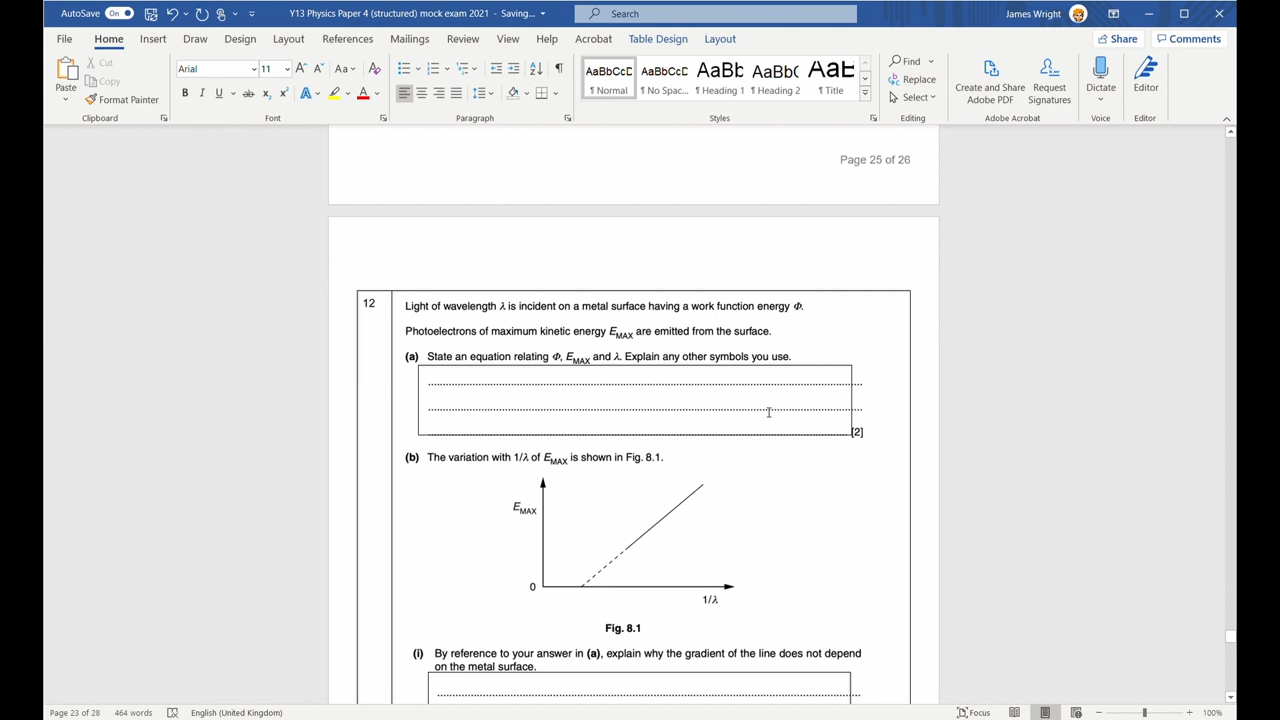 AutoSave On Y13 Physics Paper 4 (structured) mock exam 2021 - Saving... Search James Wright
File Home Insert Draw Design Layout References Mailings Review View Help Acrobat Table Design Layout Share Comments
Paste Cut Copy Format Painter
Arial 11
Aa
B I U ab x₂ x² A A
AaBbCcD AaBbCcD AaBb AaBb( AaB
¶ Normal ¶ No Spac... ¶ Heading 1 ¶ Heading 2 ¶ Title
Find Replace Select
Create and Share Adobe PDF
Request Signatures
Dictate
Editor
Clipboard Font Paragraph Styles Editing Adobe Acrobat Voice Editor
Page 25 of 26
12
Light of wavelength λ is incident on a metal surface having a work function energy Φ.
Photoelectrons of maximum kinetic energy EMAX are emitted from the surface.
(a) State an equation relating Φ, EMAX and λ. Explain any other symbols you use.
[2]
(b) The variation with 1/λ of EMAX is shown in Fig. 8.1.
EMAX
0
1/λ
Fig. 8.1
(i) By reference to your answer in (a), explain why the gradient of the line does not depend
on the metal surface.
Page 23 of 28 464 words English (United Kingdom) Focus 100%